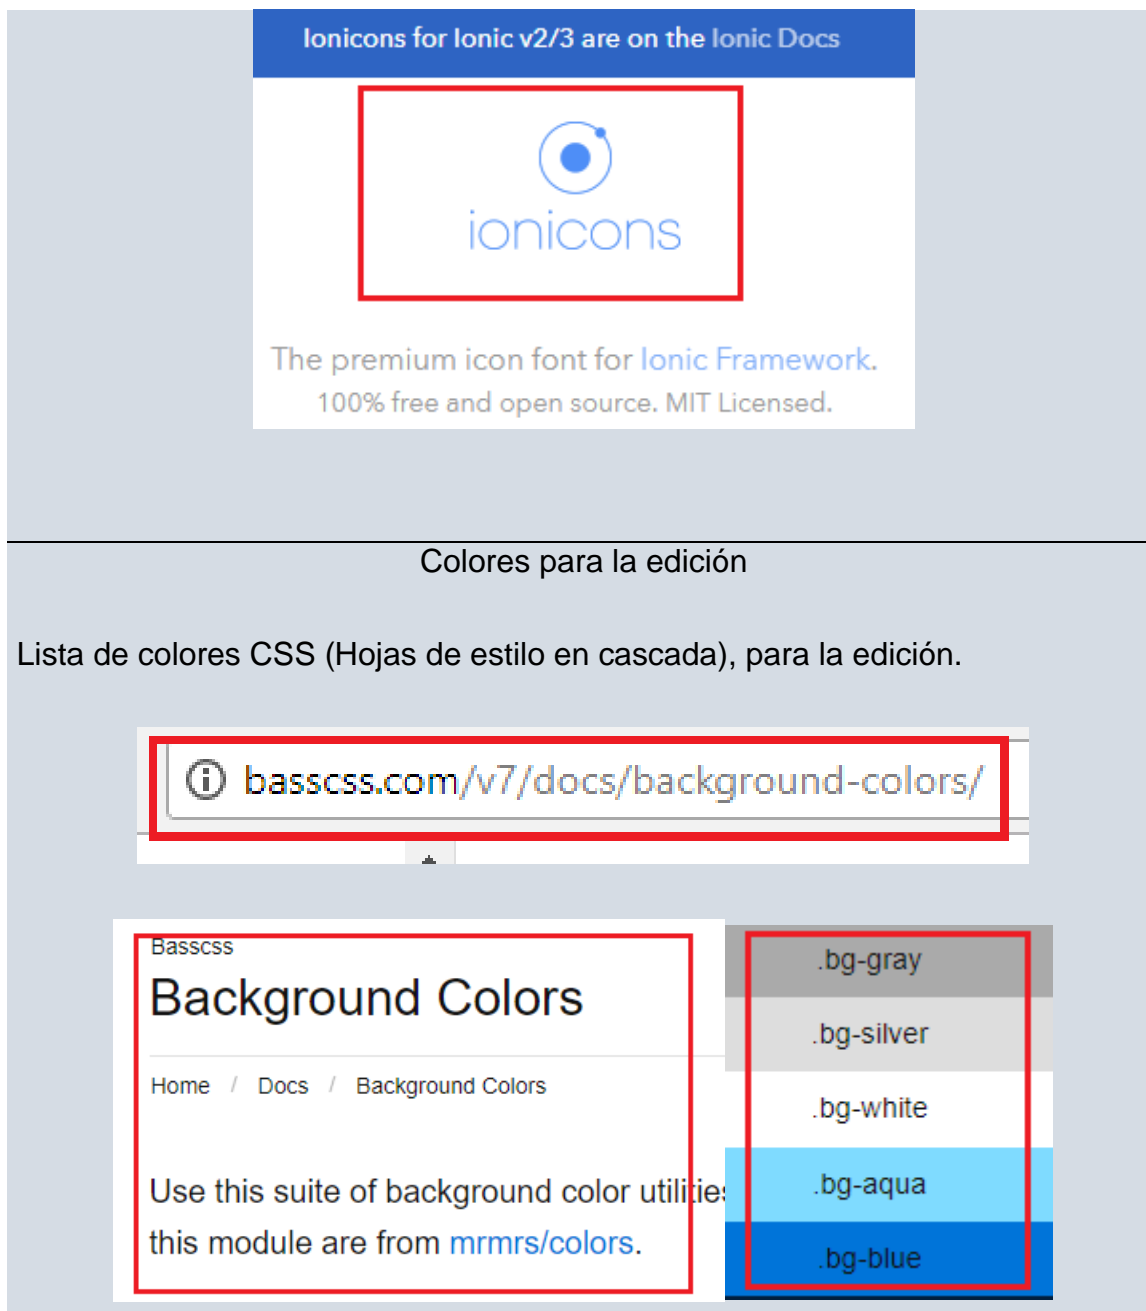 Ionicons for Ionic v2/3 are on the Ionic Docs
ionicons
The premium icon font for Ionic Framework.
100% free and open source. MIT Licensed.
Colores para la edición
Lista de colores CSS (Hojas de estilo en cascada), para la edición.
basscss.com/v7/docs/background-colors/
Basscss
Background Colors
Home / Docs / Background Colors
Use this suite of background color utilities
this module are from mrmrs/colors.
.bg-gray
.bg-silver
.bg-white
.bg-aqua
.bg-blue